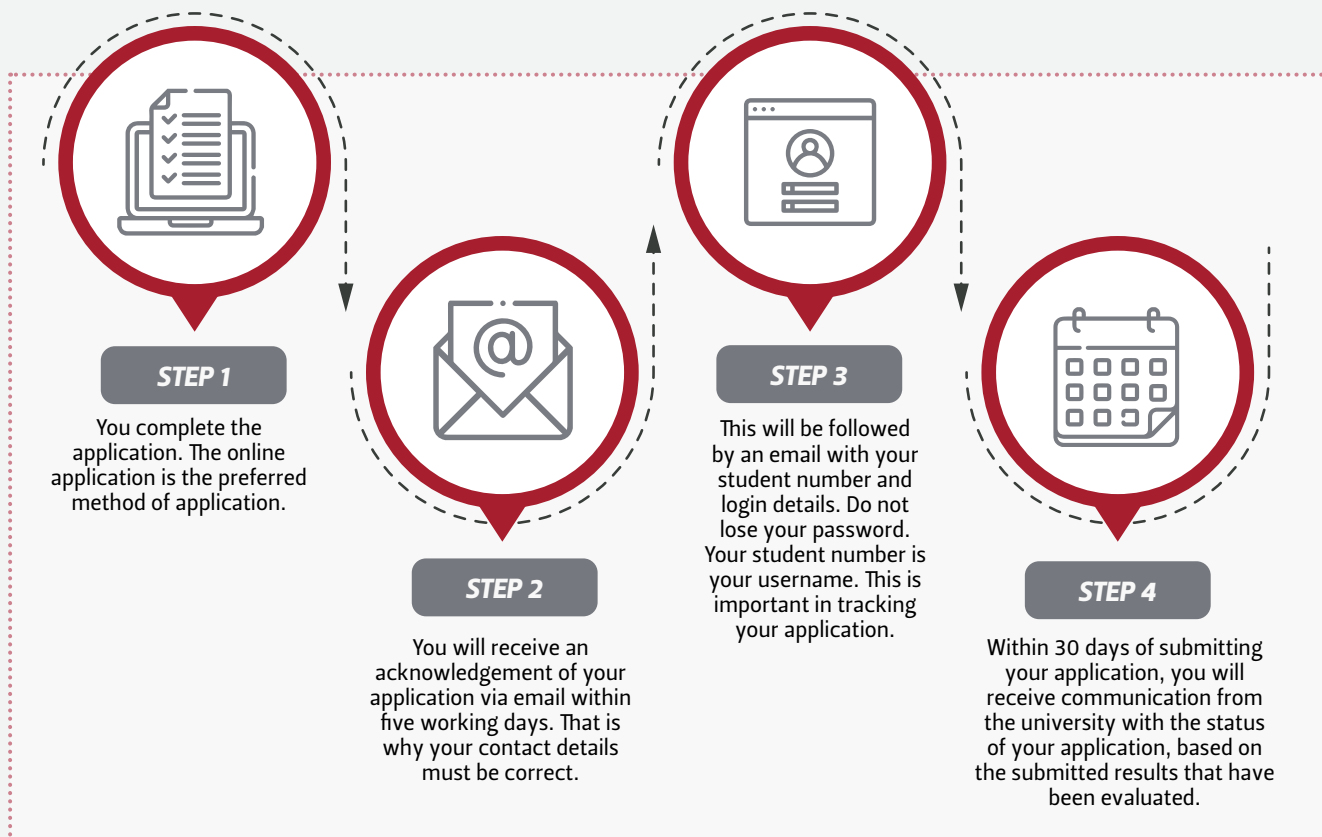 STEP 1
You complete the
application. The online
application is the preferred
method of application.
@
STEP 2
You will receive an
acknowledgement of your
application via email within
five working days. That is
why your contact details
must be correct.
STEP 3
This will be followed
by an email with your
student number and
login details. Do not
lose your password.
Your student number is
your username. This is
important in tracking
your application.
STEP 4
Within 30 days of submitting
your application, you will
receive communication from
the university with the status
of your application, based on
the submitted results that have
been evaluated.